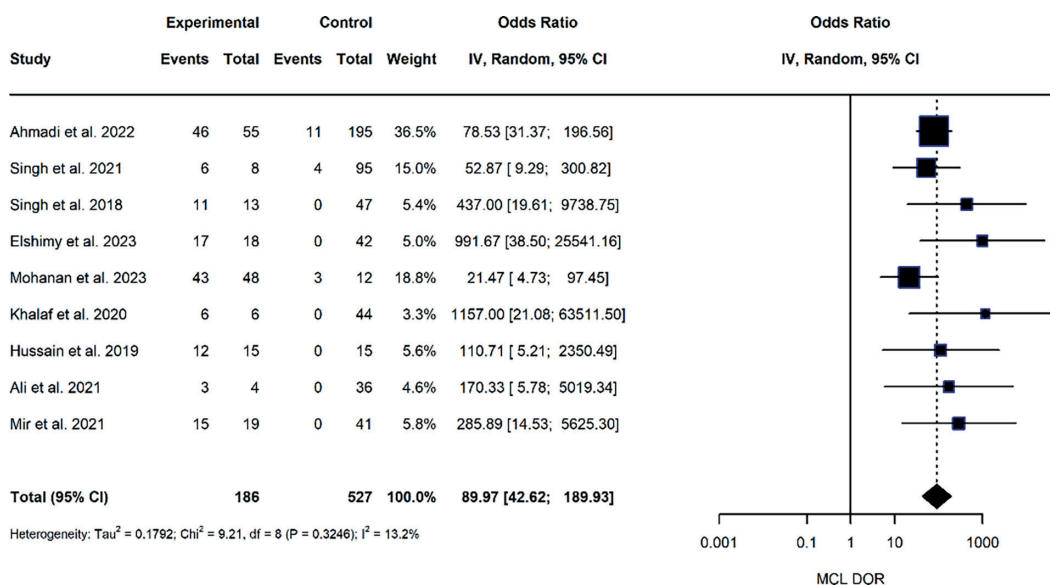 Experimental Control Odds Ratio Odds Ratio
Study Events Total Events Total Weight IV, Random, 95% CI IV, Random, 95% CI
Ahmadi et al. 2022 46 55 11 195 36.5% 78.53 [31.37; 196.56]
Singh et al. 2021 6 8 4 95 15.0% 52.87 [ 9.29; 300.82]
Singh et al. 2018 11 13 0 47 5.4% 437.00 [19.61; 9738.75]
Elshimy et al. 2023 17 18 0 42 5.0% 991.67 [38.50; 25541.16]
Mohanan et al. 2023 43 48 3 12 18.8% 21.47 [ 4.73; 97.45]
Khalaf et al. 2020 6 6 0 44 3.3% 1157.00 [21.08; 63511.50]
Hussain et al. 2019 12 15 0 15 5.6% 110.71 [ 5.21; 2350.49]
Ali et al. 2021 3 4 0 36 4.6% 170.33 [ 5.78; 5019.34]
Mir et al. 2021 15 19 0 41 5.8% 285.89 [14.53; 5625.30]
Total (95% CI) 186 527 100.0% 89.97 [42.62; 189.93]
Heterogeneity: Tau² = 0.1792; Chi² = 9.21, df = 8 (P = 0.3246); I² = 13.2%
0.001 0.1 1 10 1000
MCL DOR